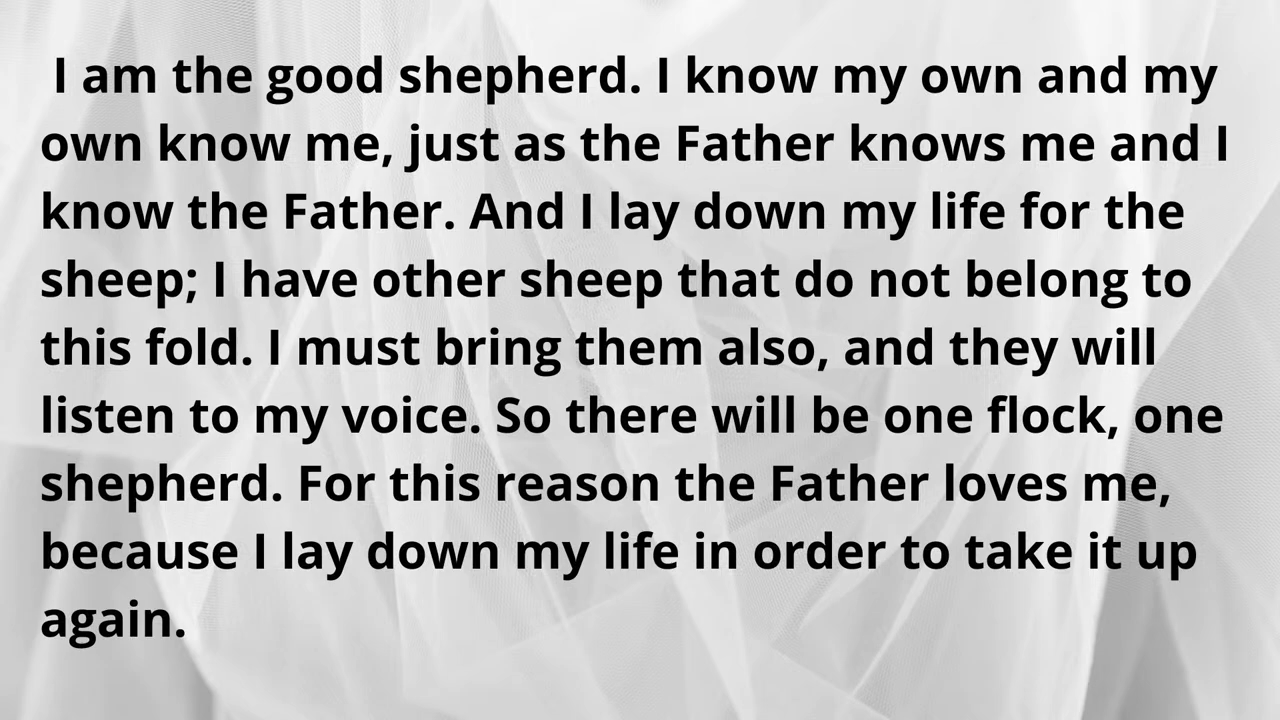 I am the good shepherd. I know my own and my
own know me, just as the Father knows me and I
know the Father. And I lay down my life for the
sheep; I have other sheep that do not belong to
this fold. I must bring them also, and they will
listen to my voice. So there will be one flock, one
shepherd. For this reason the Father loves me,
because I lay down my life in order to take it up
again.